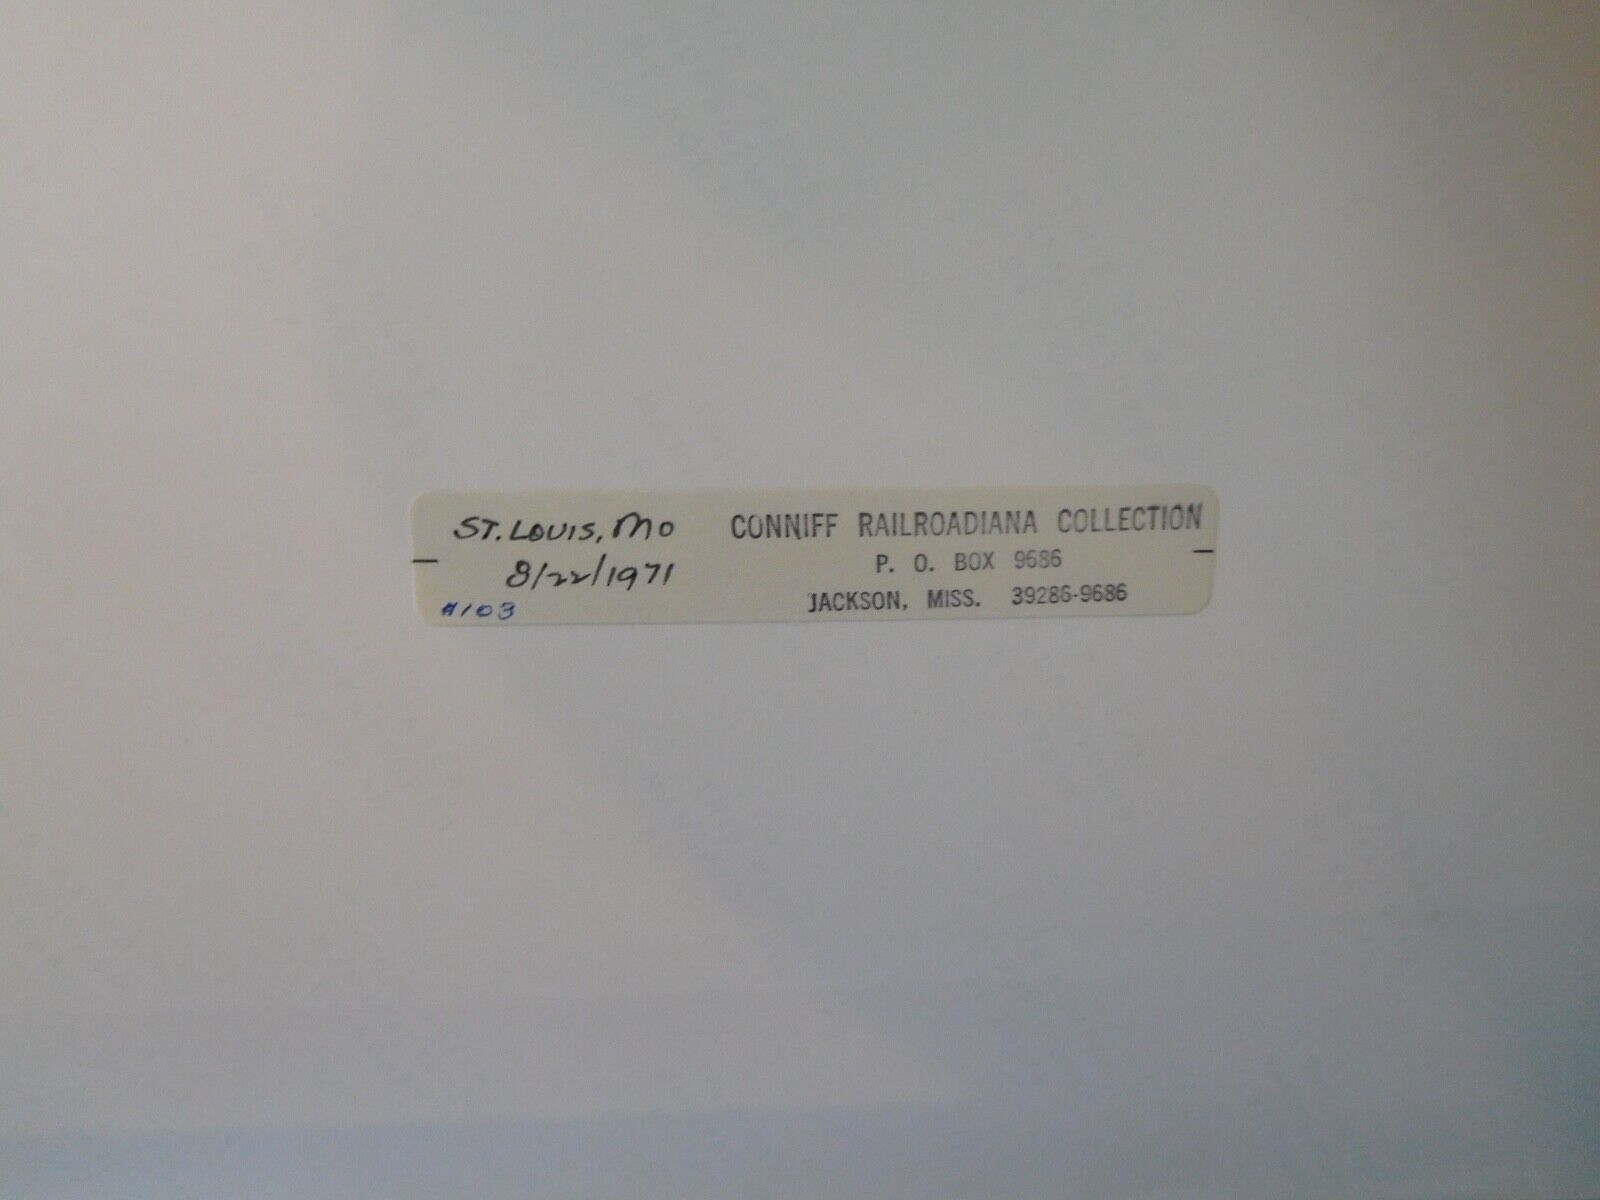 ST. LOUIS, MO
8/22/1971
#103
CONNIFF RAILROADIANA COLLECTION
P. O. BOX 9686
JACKSON, MISS. 39286-9686